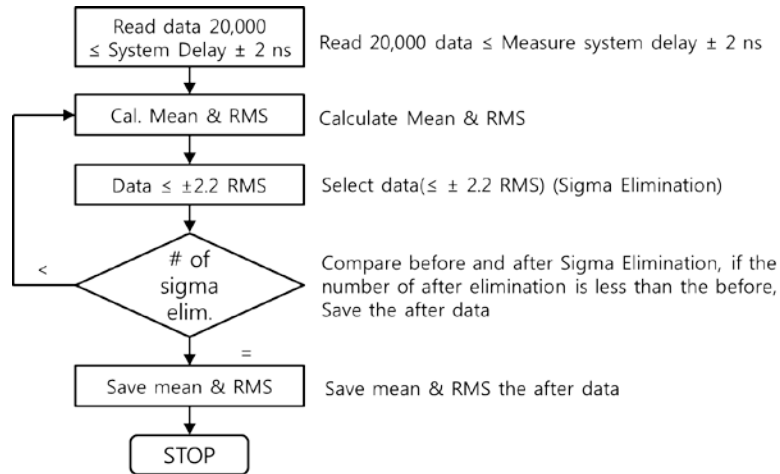 Read data 20,000
≤ System Delay ± 2 ns
Read 20,000 data ≤ Measure system delay ± 2 ns
Cal. Mean & RMS
Calculate Mean & RMS
Data ≤ ±2.2 RMS
Select data(≤ ± 2.2 RMS) (Sigma Elimination)
<
# of
sigma
elim.
Compare before and after Sigma Elimination, if the
number of after elimination is less than the before,
Save the after data
=
Save mean & RMS
Save mean & RMS the after data
STOP